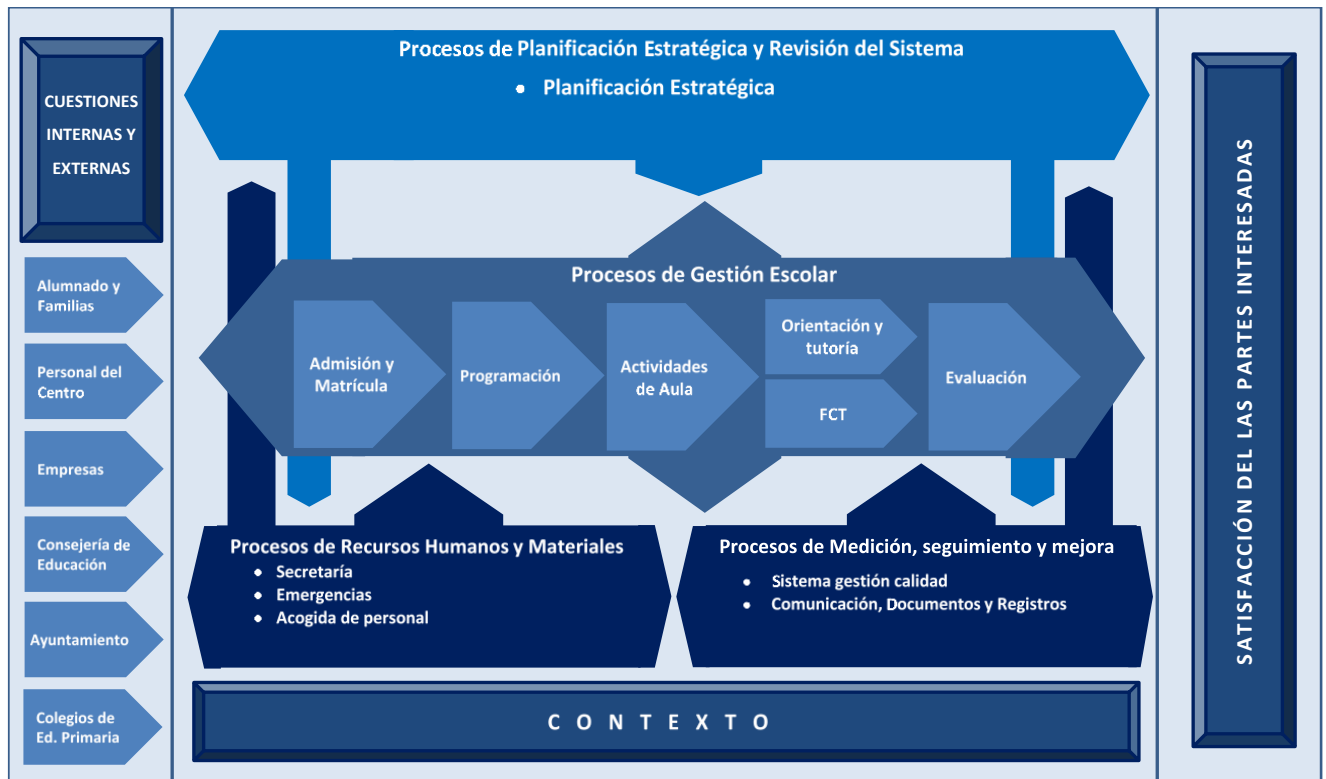 CUESTIONES
INTERNAS Y
EXTERNAS
Alumnado y
Familias
Personal del
Centro
Empresas
Consejería de
Educación
Ayuntamiento
Colegios de
Ed. Primaria
Procesos de Planificación Estratégica y Revisión del Sistema
• Planificación Estratégica
Procesos de Gestión Escolar
Admisión y
Matrícula
Programación
Actividades
de Aula
Orientación y
tutoría
FCT
Evaluación
Procesos de Recursos Humanos y Materiales
• Secretaría
• Emergencias
• Acogida de personal
Procesos de Medición, seguimiento y mejora
• Sistema gestión calidad
• Comunicación, Documentos y Registros
CONTEXTO
SATISFACCIÓN DEL LAS PARTES INTERESADAS